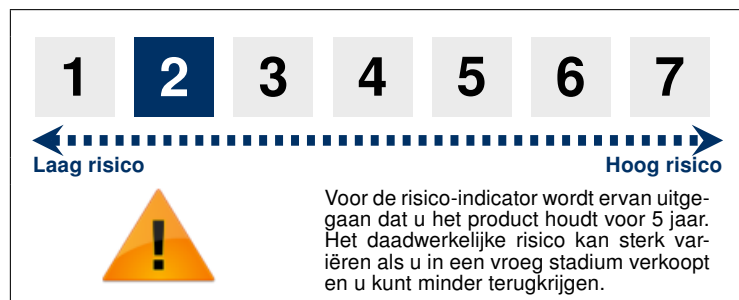 1 2 3 4 5 6 7
Laag risico Hoog risico
!
Voor de risico-indicator wordt ervan uitge-
gaan dat u het product houdt voor 5 jaar.
Het daadwerkelijke risico kan sterk var-
iëren als u in een vroeg stadium verkoopt
en u kunt minder terugkrijgen.